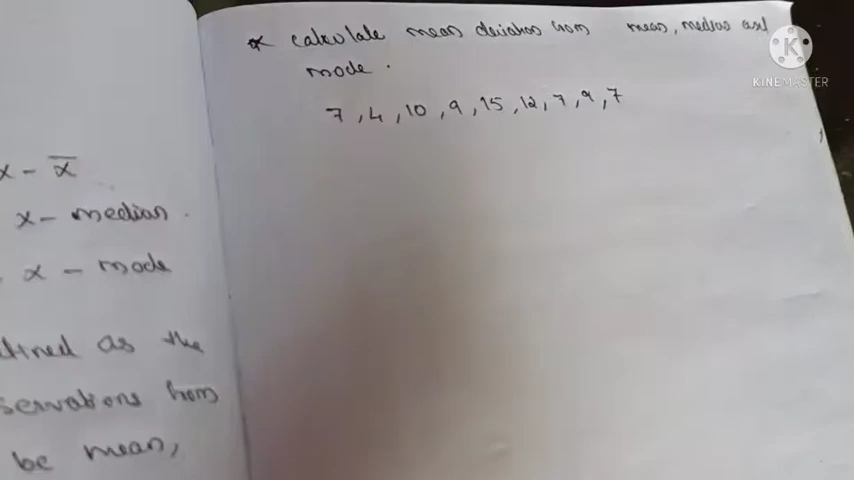 x - x̅
x - median.
x - mode
defined as the
servations from
be mean,
* calculate mean deviation from mean, median and
mode.
7, 4, 10, 9, 15, 12, 7, 9, 7
KINEMASTER